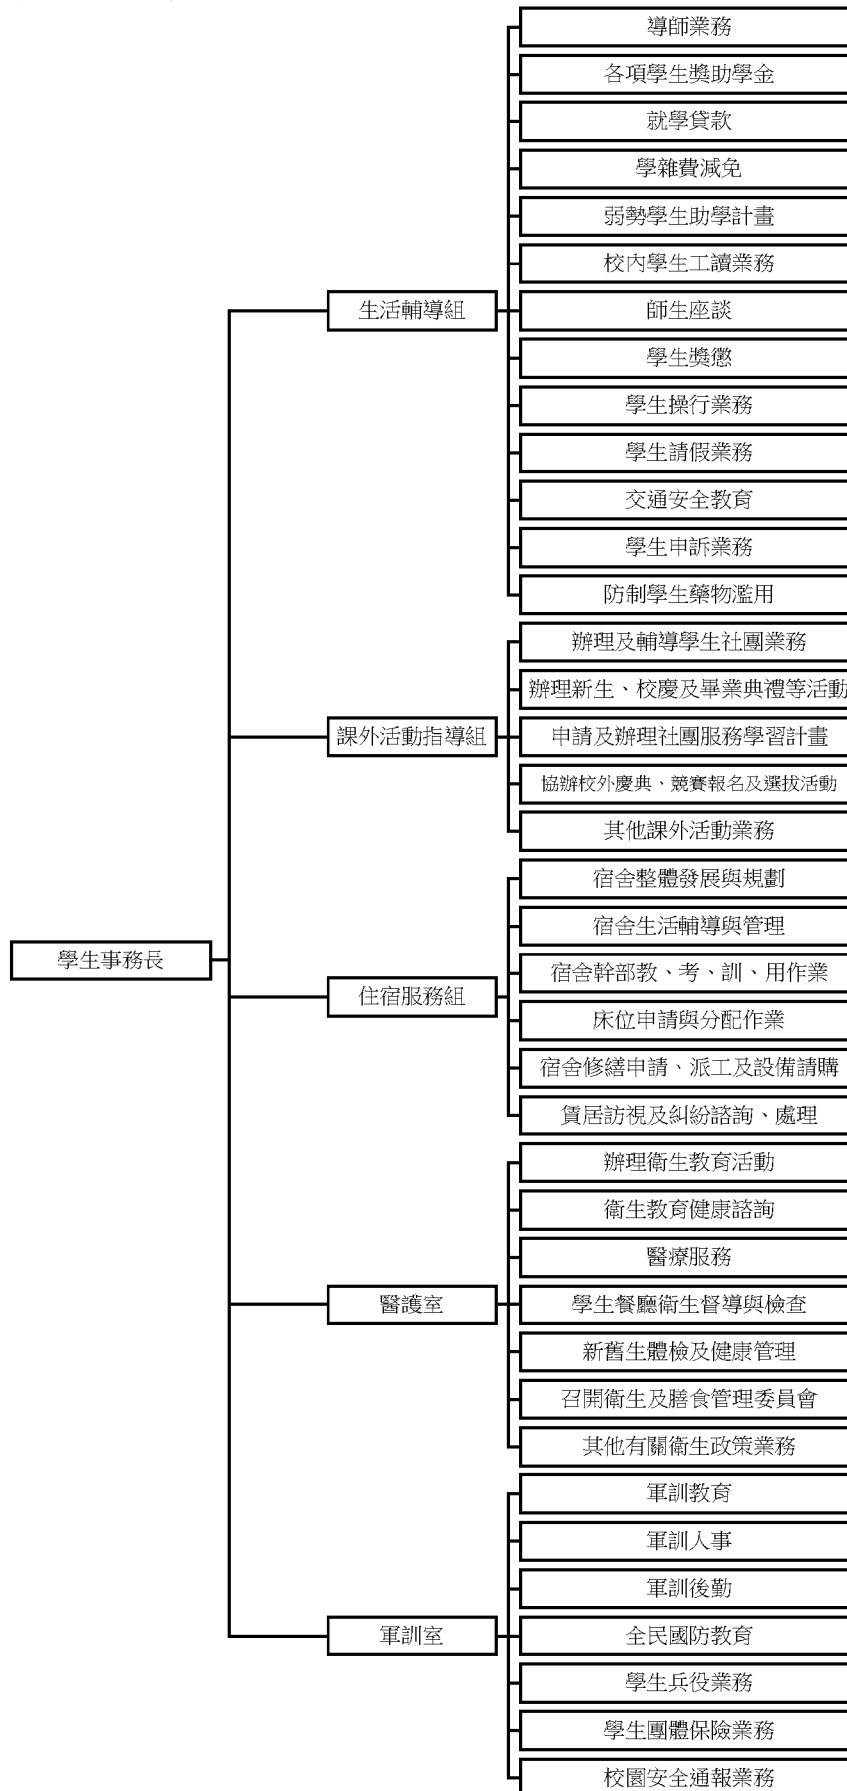 學生事務長
生活輔導組
導師業務
各項學生獎助學金
就學貸款
學雜費減免
弱勢學生助學計畫
校內學生工讀業務
師生座談
學生獎懲
學生操行業務
學生請假業務
交通安全教育
學生申訴業務
防制學生藥物濫用
課外活動指導組
辦理及輔導學生社團業務
辦理新生、校慶及畢業典禮等活動
申請及辦理社團服務學習計畫
協辦校外慶典、競賽報名及選拔活動
其他課外活動業務
住宿服務組
宿舍整體發展與規劃
宿舍生活輔導與管理
宿舍幹部教、考、訓、用作業
床位申請與分配作業
宿舍修繕申請、派工及設備請購
賃居訪視及糾紛諮詢、處理
醫護室
辦理衛生教育活動
衛生教育健康諮詢
醫療服務
學生餐廳衛生督導與檢查
新舊生體檢及健康管理
召開衛生及膳食管理委員會
其他有關衛生政策業務
軍訓室
軍訓教育
軍訓人事
軍訓後勤
全民國防教育
學生兵役業務
學生團體保險業務
校園安全通報業務